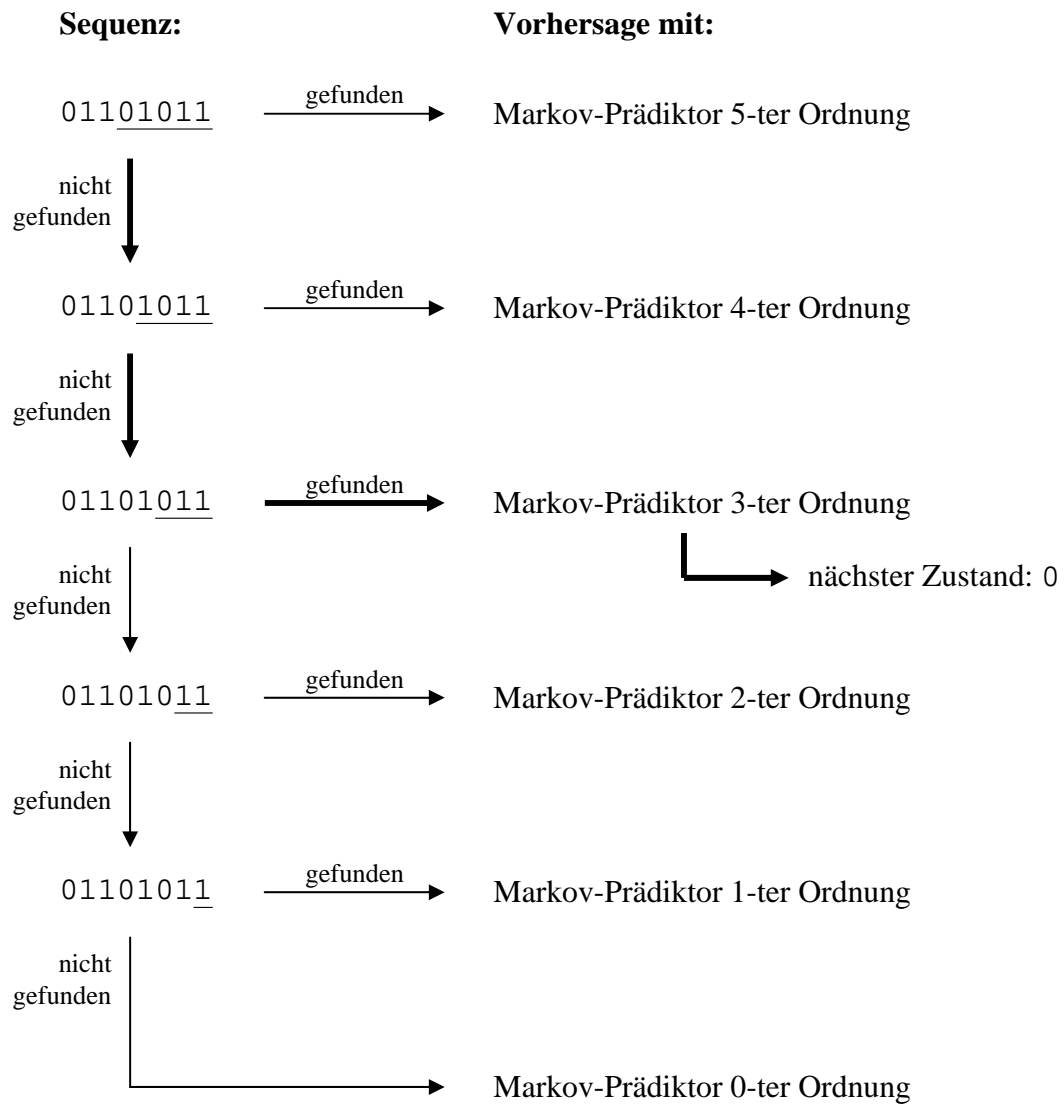 Sequenz: Vorhersage mit:
01101011 gefunden Markov-Prädiktor 5-ter Ordnung
nicht
gefunden
01101011 gefunden Markov-Prädiktor 4-ter Ordnung
nicht
gefunden
01101011 gefunden Markov-Prädiktor 3-ter Ordnung
nicht
gefunden
nächster Zustand: 0
01101011 gefunden Markov-Prädiktor 2-ter Ordnung
nicht
gefunden
01101011 gefunden Markov-Prädiktor 1-ter Ordnung
nicht
gefunden
Markov-Prädiktor 0-ter Ordnung